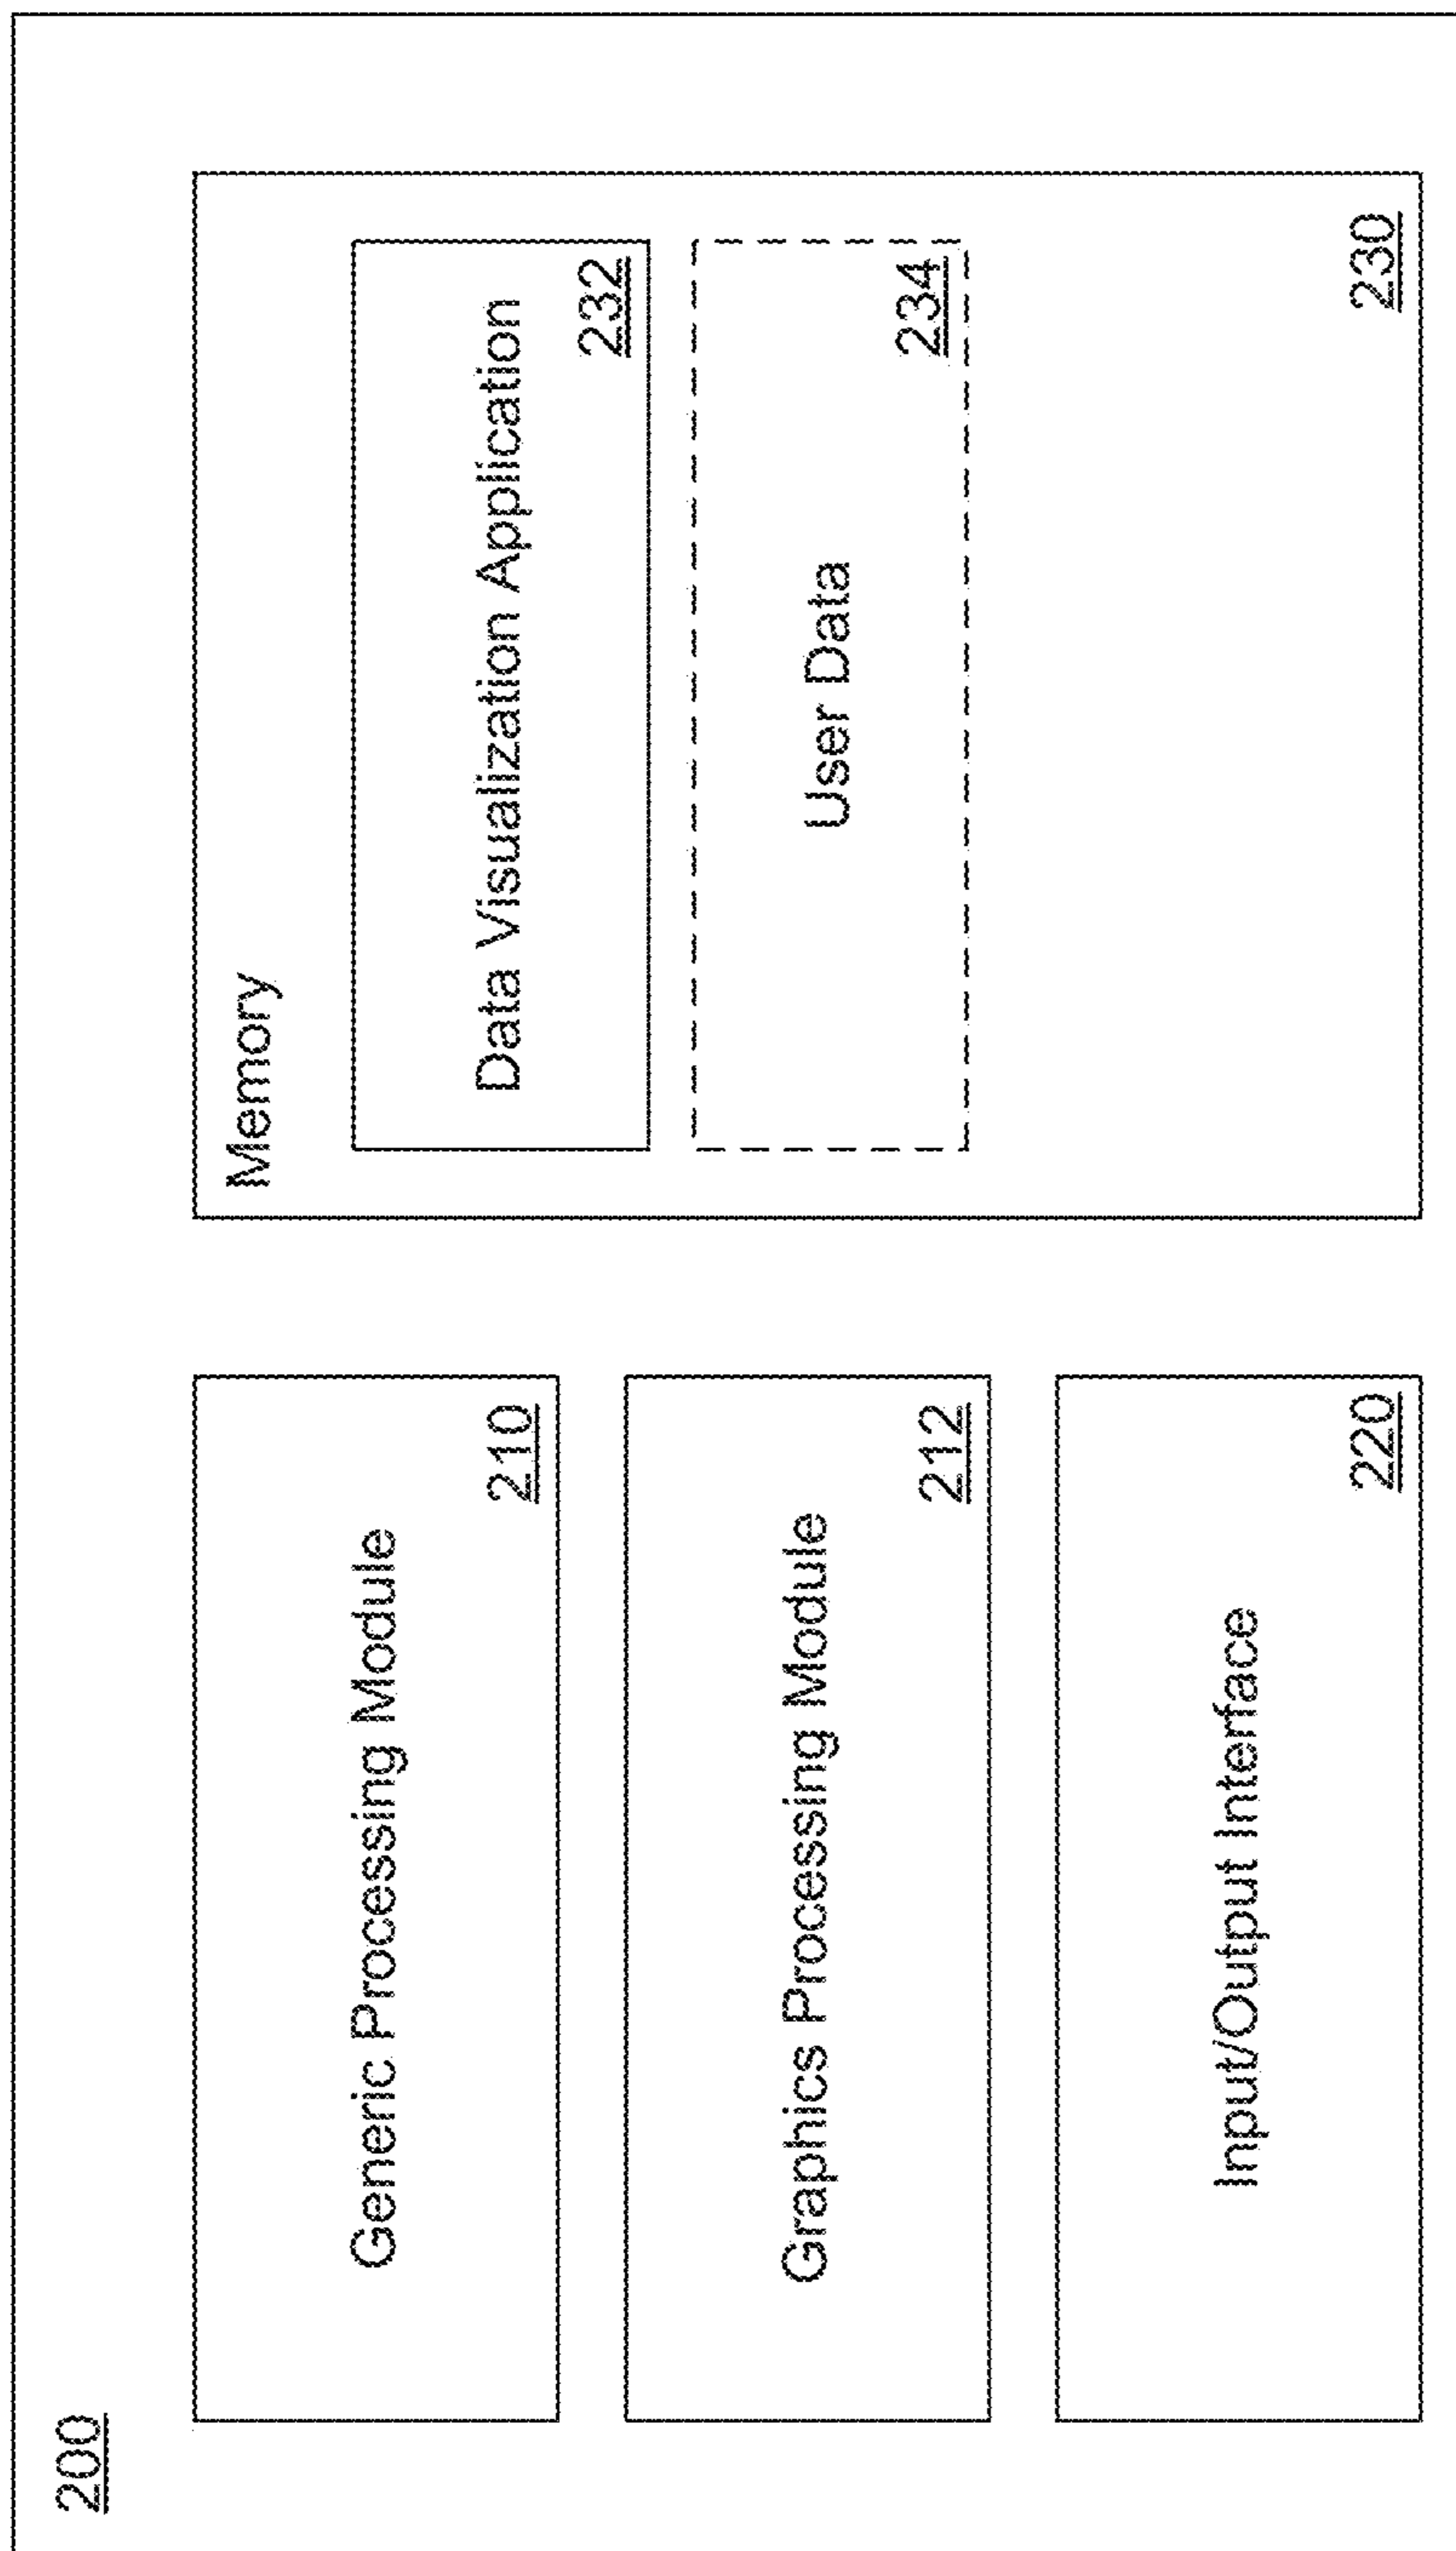 200
Generic Processing Module
210
Graphics Processing Module
212
Input/Output Interface
220
Memory
Data Visualization Application
232
User Data
234
230